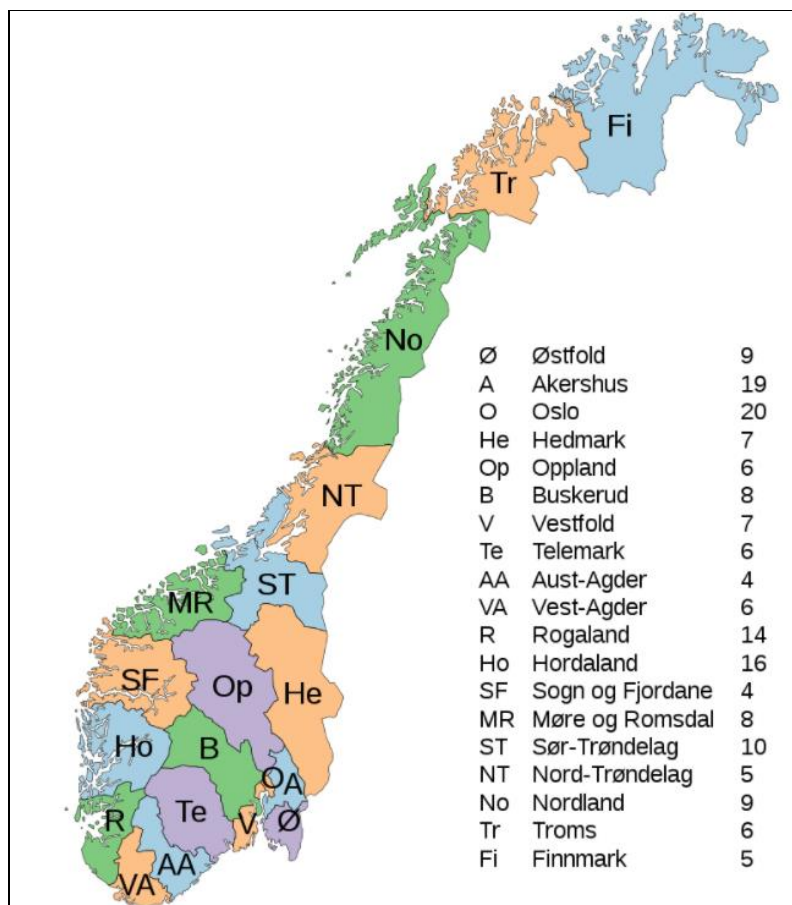 Fi
Tr
No
NT
ST
MR
SF
Op
He
Ho
B
O
A
Te
R
V
Ø
AA
VA
Ø Østfold 9
A Akershus 19
O Oslo 20
He Hedmark 7
Op Oppland 6
B Buskerud 8
V Vestfold 7
Te Telemark 6
AA Aust-Agder 4
VA Vest-Agder 6
R Rogaland 14
Ho Hordaland 16
SF Sogn og Fjordane 4
MR Møre og Romsdal 8
ST Sør-Trøndelag 10
NT Nord-Trøndelag 5
No Nordland 9
Tr Troms 6
Fi Finnmark 5